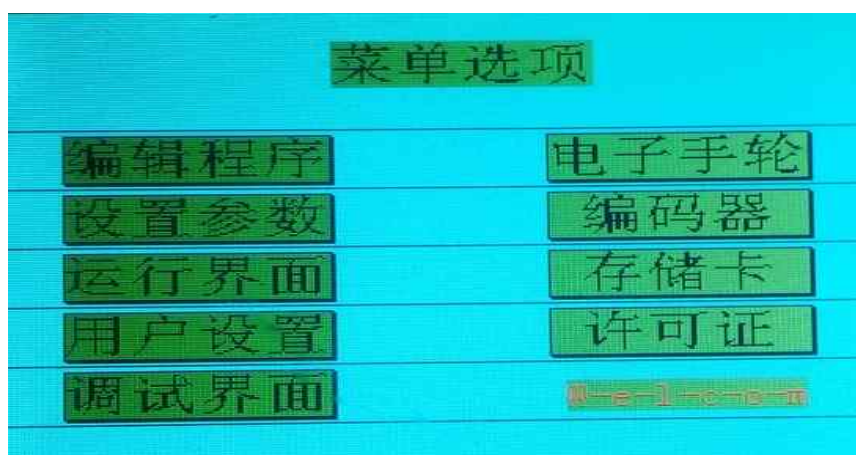 菜单选项
编辑程序 电子手轮
设置参数 编码器
运行界面 存储卡
用户设置 许可证
调试界面 W-e-l-c-o-m